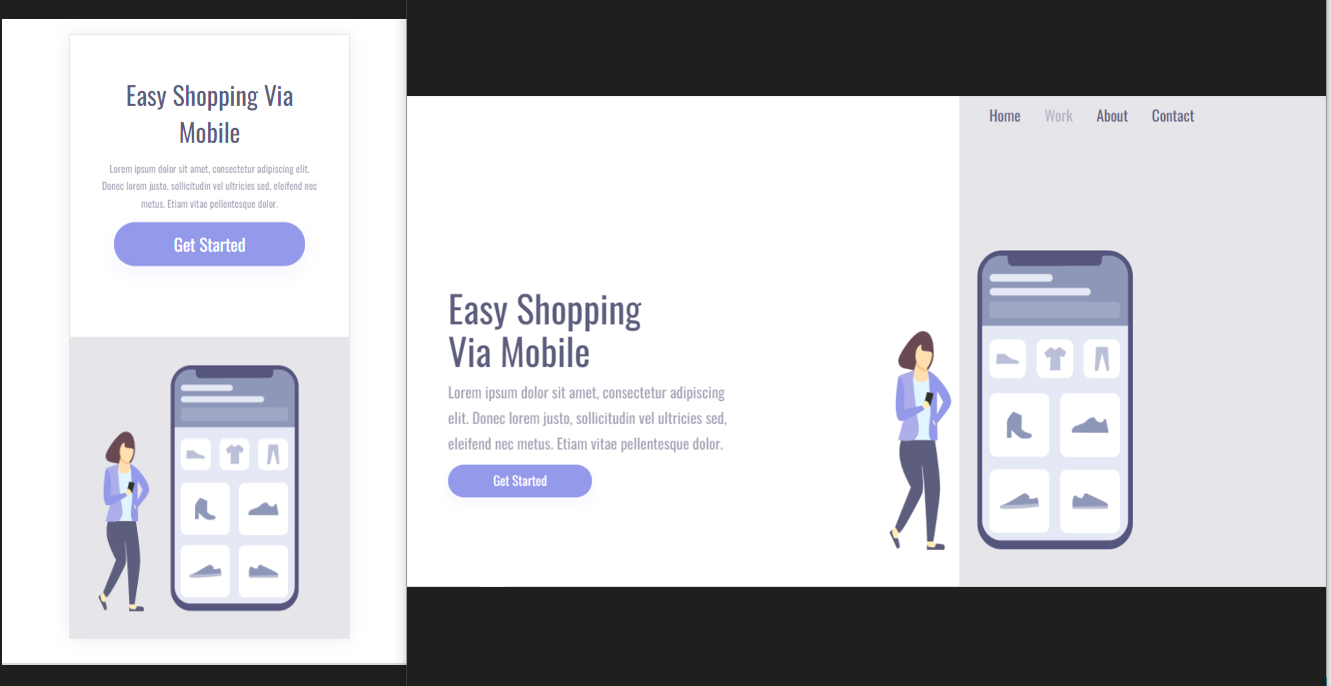 Easy Shopping Via
Mobile
Lorem ipsum dolor sit amet, consectetur adipiscing elit.
Donec lorem justo, sollicitudin vel ultricies sed, eleifend nec
metus. Etiam vitae pellentesque dolor.
Get Started
Home Work About Contact
Easy Shopping
Via Mobile
Lorem ipsum dolor sit amet, consectetur adipiscing
elit. Donec lorem justo, sollicitudin vel ultricies sed,
eleifend nec metus. Etiam vitae pellentesque dolor.
Get Started